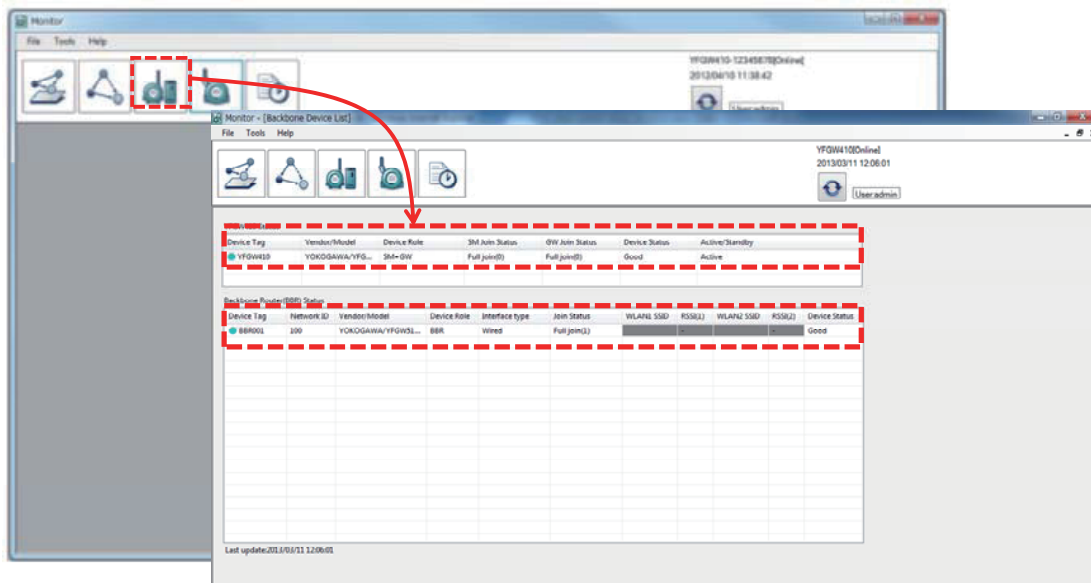 Monitor
File Tools Help
YFGW410-12345678[Online]
2012/04/10 11:38:42
User:admin
Monitor - [Backbone Device List]
File Tools Help
YFGW410[Online]
2013/03/11 12:06:01
User:admin
Status
Device Tag Vendor/Model Device Role SM Join Status GW Join Status Device Status Active/Standby
YFGW410 YOKOGAWA/YFG... SM+GW Full join(0) Full join(0) Good Active
Backbone Router(BBR) Status
Device Tag Network ID Vendor/Model Device Role Interface type Join Status WLAN1 SSID RSSI(1) WLAN2 SSID RSSI(2) Device Status
BBR001 100 YOKOGAWA/YFGW51... BBR Wired Full join(1) - - Good
Last update:2013/03/11 12:06:01